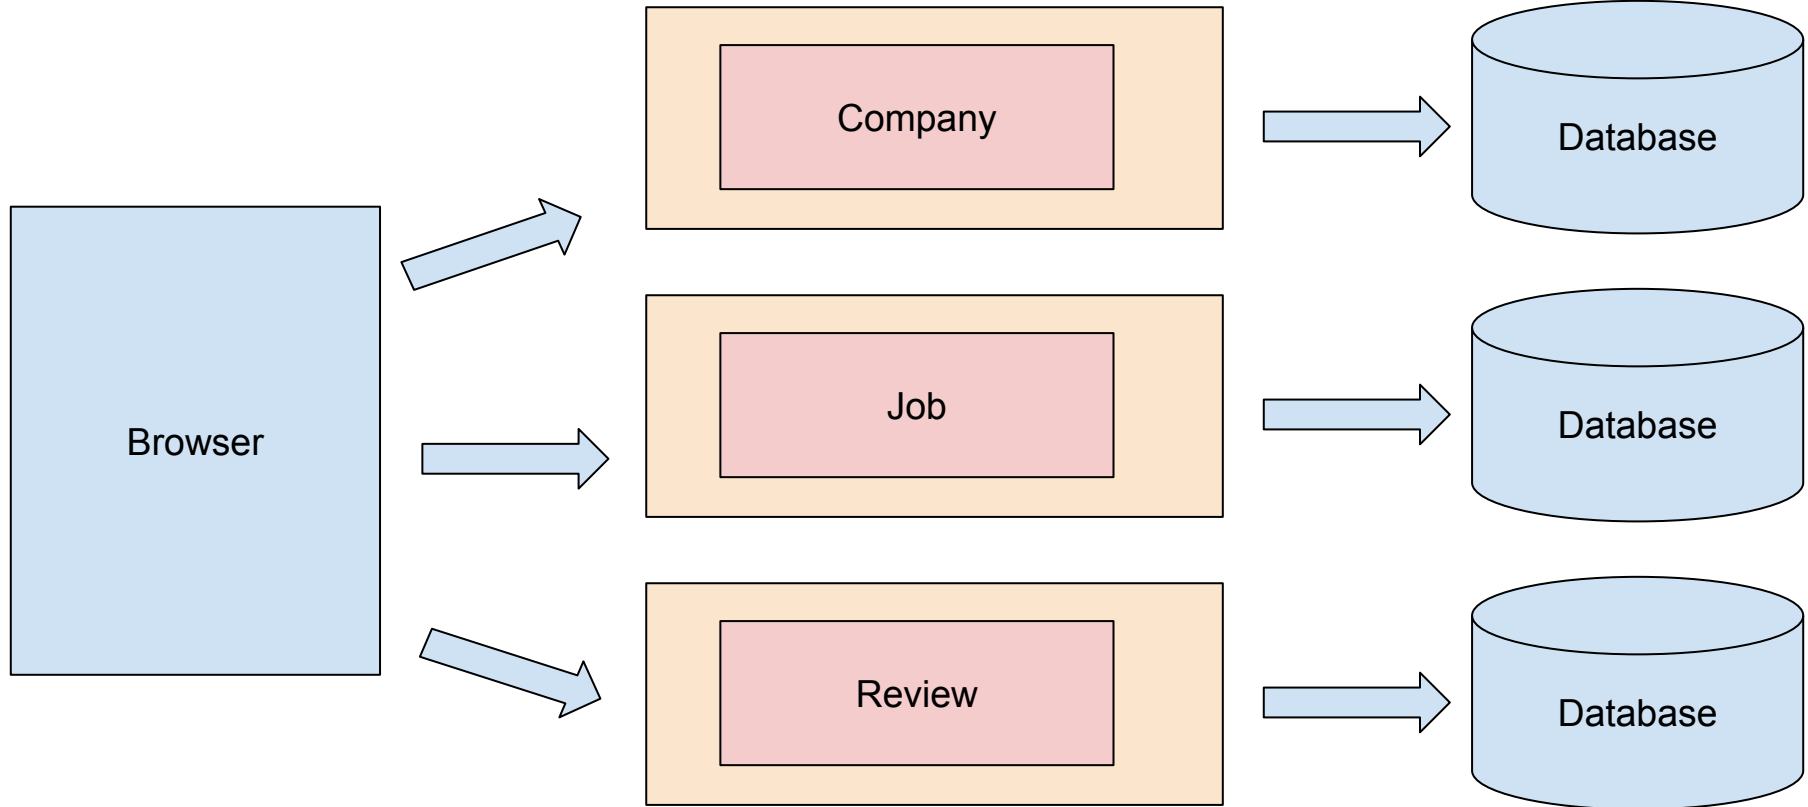 Company
Database
Browser
Job
Database
Review
Database